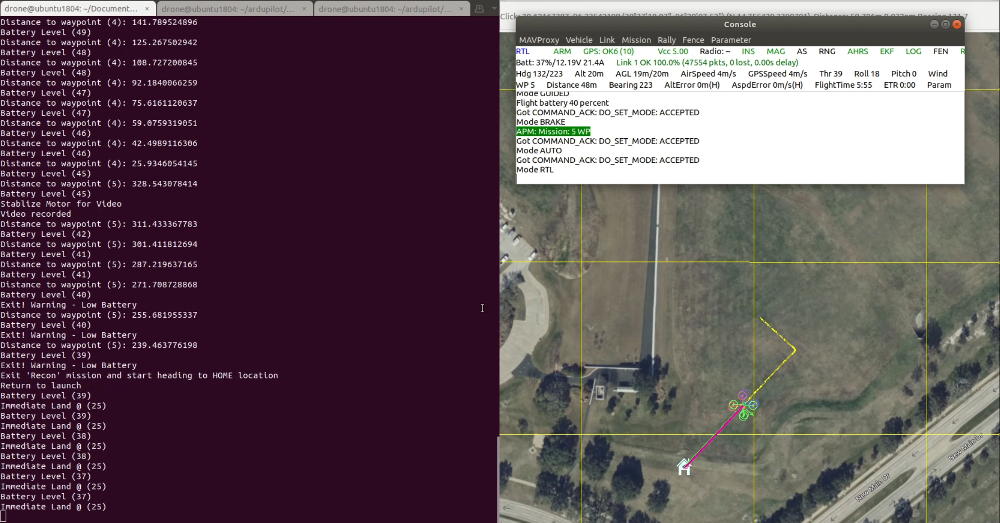 drone@ubuntu1804: ~/Document... ×
drone@ubuntu1804: ~/ardupilot/... ×
drone@ubuntu1804: ~/ardupilot/... ×
Distance to waypoint (4): 141.789524896
Battery Level (49)
Distance to waypoint (4): 125.267502942
Battery Level (48)
Distance to waypoint (4): 108.727200845
Battery Level (48)
Distance to waypoint (4): 92.1840066259
Battery Level (47)
Distance to waypoint (4): 75.6161120637
Battery Level (47)
Distance to waypoint (4): 59.0759319051
Battery Level (46)
Distance to waypoint (4): 42.4989116306
Battery Level (46)
Distance to waypoint (4): 25.9346054145
Battery Level (45)
Distance to waypoint (5): 328.543078414
Battery Level (45)
Stablize Motor for Video
Video recorded
Distance to waypoint (5): 311.433367783
Battery Level (42)
Distance to waypoint (5): 301.411812694
Battery Level (41)
Distance to waypoint (5): 287.219637165
Battery Level (41)
Distance to waypoint (5): 271.708728868
Battery Level (40)
Exit! Warning - Low Battery
Distance to waypoint (5): 255.681955337
Battery Level (40)
Exit! Warning - Low Battery
Distance to waypoint (5): 239.463776198
Battery Level (39)
Exit! Warning - Low Battery
Exit 'Recon' mission and start heading to HOME location
Return to launch
Battery Level (39)
Immediate Land @ (25)
Battery Level (39)
Immediate Land @ (25)
Battery Level (38)
Immediate Land @ (25)
Battery Level (38)
Immediate Land @ (25)
Battery Level (37)
Immediate Land @ (25)
Battery Level (37)
Immediate Land @ (25)
Click:
Console
MAVProxy Vehicle Link Mission Rally Fence Parameter
RTL ARM GPS: OK6 (10) Vcc 5.00 Radio: -- INS MAG AS RNG AHRS EKF LOG FEN
Batt: 37%/12.19V 21.4A Link 1 OK 100.0% (47554 pkts, 0 lost, 0.00s delay)
Hdg 132/223 Alt 20m AGL 19m/20m AirSpeed 4m/s GPSSpeed 4m/s Thr 39 Roll 18 Pitch 0 Wind
WP 5 Distance 48m Bearing 223 AltError 0m(H) AspdError 0m/s(H) FlightTime 5:55 ETR 0:00 Param
Mode GUIDED
Flight battery 40 percent
Got COMMAND_ACK: DO_SET_MODE: ACCEPTED
Mode BRAKE
APM: Mission: 5 WP
Got COMMAND_ACK: DO_SET_MODE: ACCEPTED
Mode AUTO
Got COMMAND_ACK: DO_SET_MODE: ACCEPTED
Mode RTL
H
New Main Dr
New Main Dr